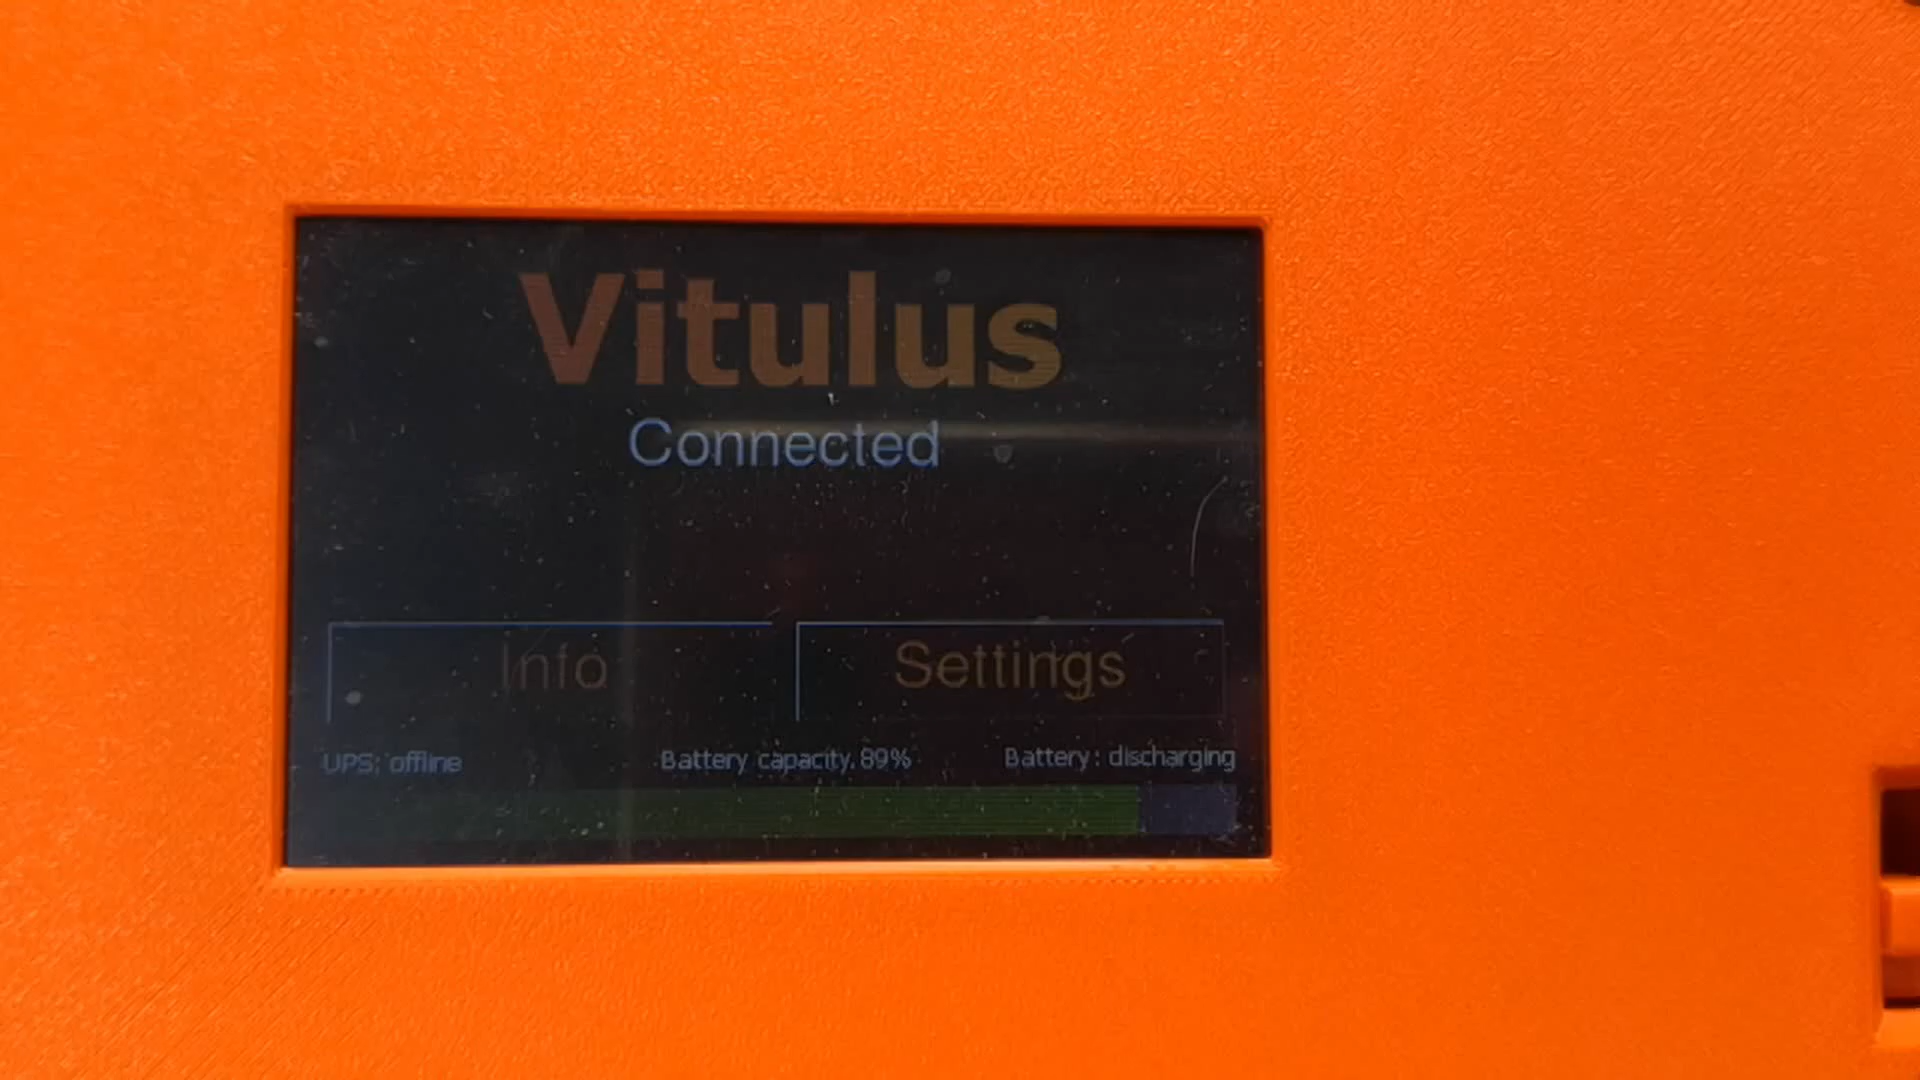 Vitulus
Connected
Info Settings
UPS: offline Battery capacity. 89% Battery: discharging